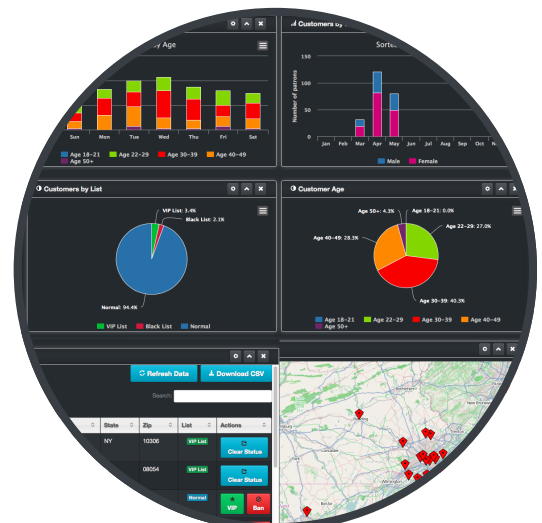 y Age
Customers by
Sorte
Number of patrons
150
100
50
0
Sun Mon Tue Wed Thu Fri Sat
Jan Feb Mar Apr May Jun Jul Aug Sep Oct N
Age 18-21 Age 22-29 Age 30-39 Age 40-49
Age 50+
Male Female
Customers by List
Customer Age
VIP List: 3.4%
Black List: 2.1%
Normal: 94.4%
VIP List Black List Normal
Age 50+: 4.3%
Age 18-21: 0.0%
Age 22-29: 27.0%
Age 40-49: 28.3%
Age 30-39: 40.3%
Age 18-21 Age 22-29 Age 30-39 Age 40-49
Age 50+
Refresh Data Download CSV
Search:
State Zip List Actions
NY 10306 VIP List Clear Status
08054 VIP List Clear Status
Normal VIP Ban
Lancaster
Wilmington